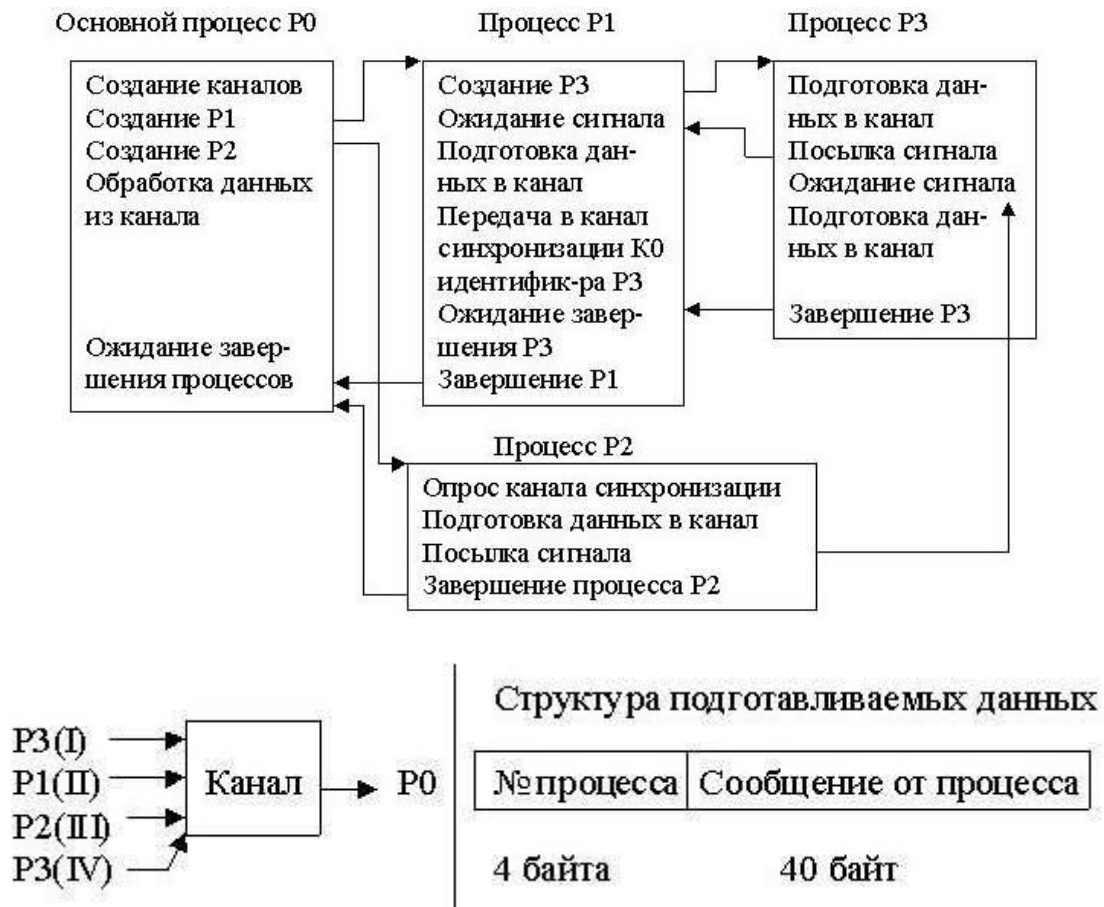 Основной процесс P0
Процесс P1
Процесс P3
Создание каналов
Создание P1
Создание P2
Обработка данных
из канала
Ожидание завер-
шения процессов
Создание P3
Ожидание сигнала
Подготовка дан-
ных в канал
Передача в канал
синхронизации K0
идентифик-ра P3
Ожидание завер-
шения P3
Завершение P1
Подготовка дан-
ных в канал
Посылка сигнала
Ожидание сигнала
Подготовка дан-
ных в канал
Завершение P3
Процесс P2
Опрос канала синхронизации
Подготовка данных в канал
Посылка сигнала
Завершение процесса P2
P3(I)
P1(II)
P2(III)
P3(IV)
Канал
P0
Структура подготавливаемых данных
№процесса
Сообщение от процесса
4 байта
40 байт